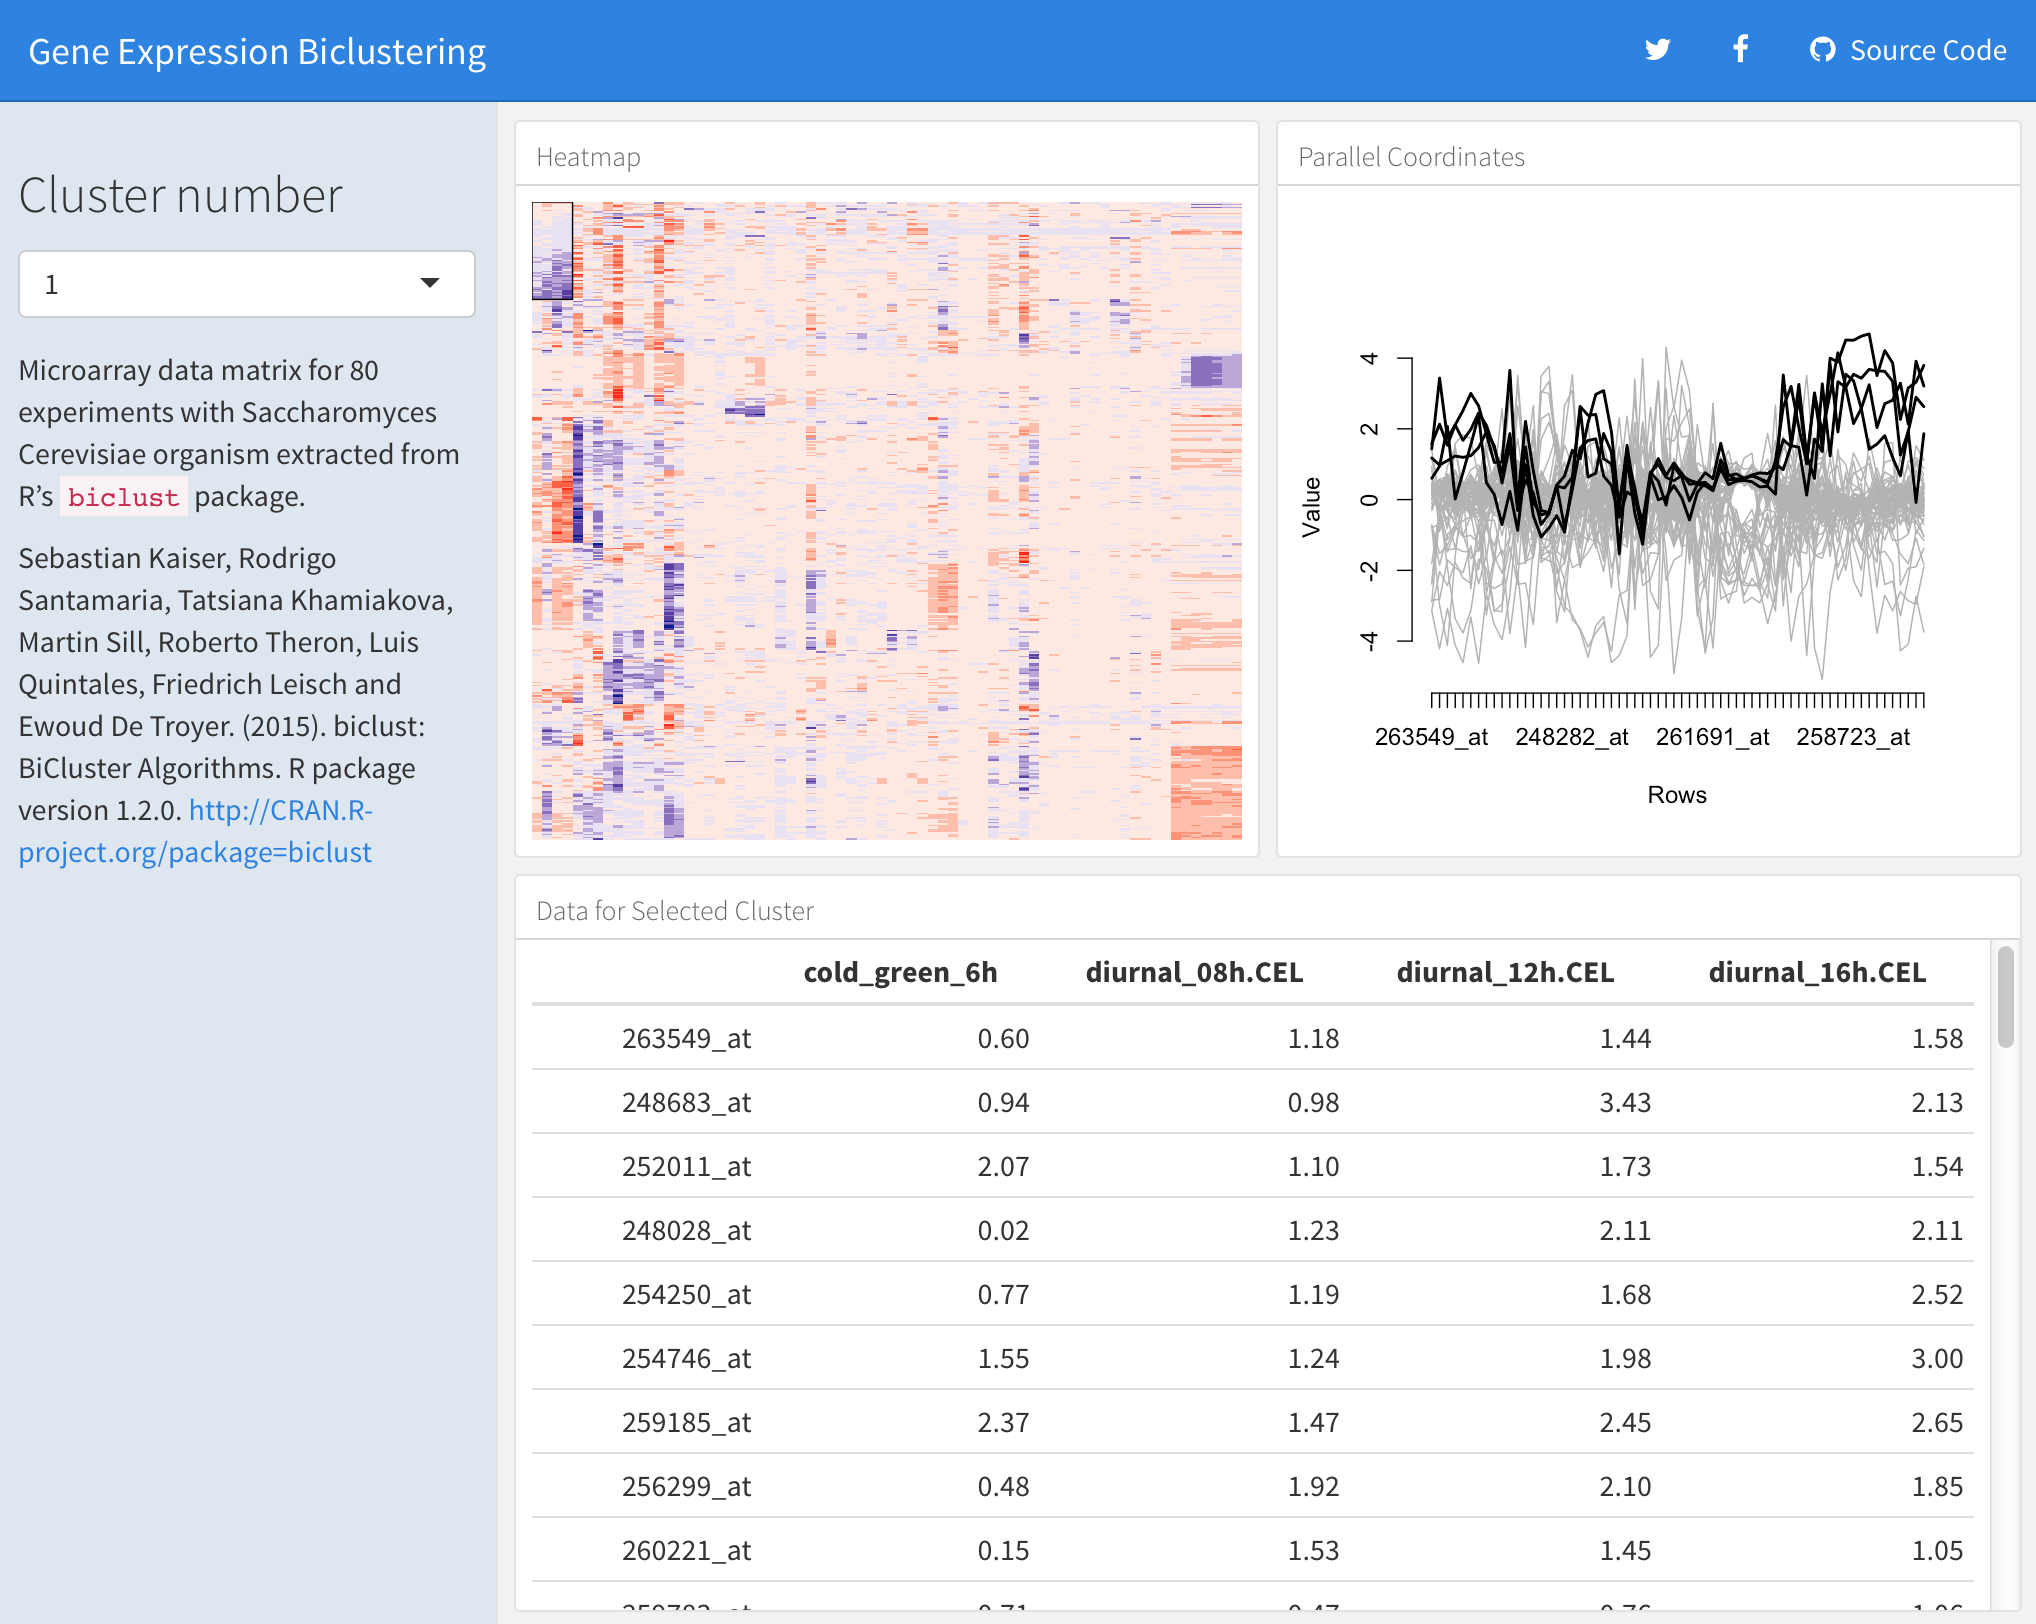 Gene Expression Biclustering
Source Code
Cluster number
1
Microarray data matrix for 80
experiments with Saccharomyces
Cerevisiae organism extracted from
R’s biclust package.
Sebastian Kaiser, Rodrigo
Santamaria, Tatsiana Khamiakova,
Martin Sill, Roberto Theron, Luis
Quintales, Friedrich Leisch and
Ewoud De Troyer. (2015). biclust:
BiCluster Algorithms. R package
version 1.2.0. http://CRAN.R-
project.org/package=biclust
Heatmap
Parallel Coordinates
Value
4
2
0
-2
-4
263549_at 248282_at 261691_at 258723_at
Rows
Data for Selected Cluster
cold_green_6h diurnal_08h.CEL diurnal_12h.CEL diurnal_16h.CEL
263549_at 0.60 1.18 1.44 1.58
248683_at 0.94 0.98 3.43 2.13
252011_at 2.07 1.10 1.73 1.54
248028_at 0.02 1.23 2.11 2.11
254250_at 0.77 1.19 1.68 2.52
254746_at 1.55 1.24 1.98 3.00
259185_at 2.37 1.47 2.45 2.65
256299_at 0.48 1.92 2.10 1.85
260221_at 0.15 1.53 1.45 1.05